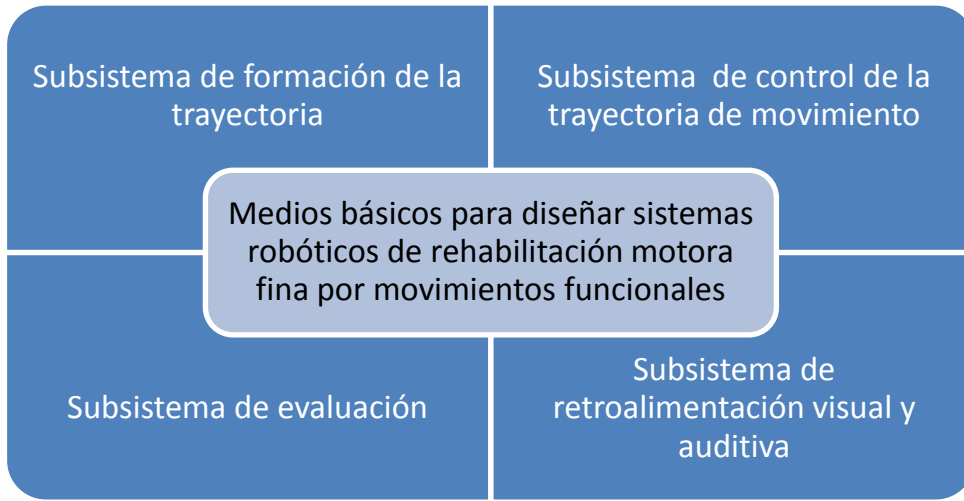 Subsistema de formación de la
trayectoria
Subsistema de control de la
trayectoria de movimiento
Medios básicos para diseñar sistemas
robóticos de rehabilitación motora
fina por movimientos funcionales
Subsistema de evaluación
Subsistema de
retroalimentación visual y
auditiva